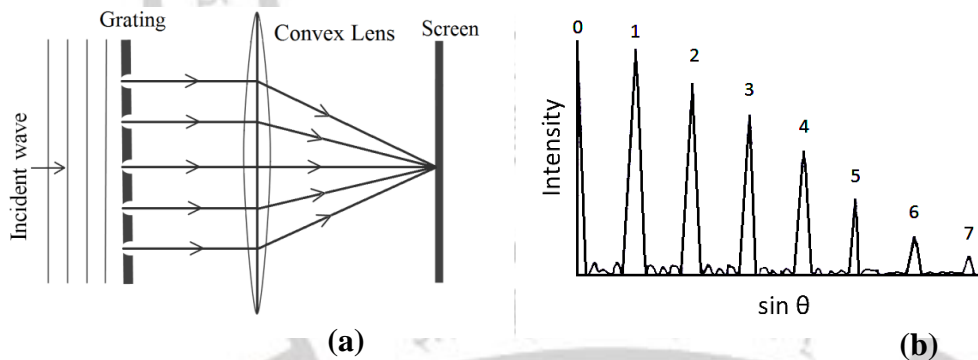 Grating
Convex Lens
Screen
Incident wave
(a)
0
1
2
3
4
5
6
7
Intensity
sin θ
(b)